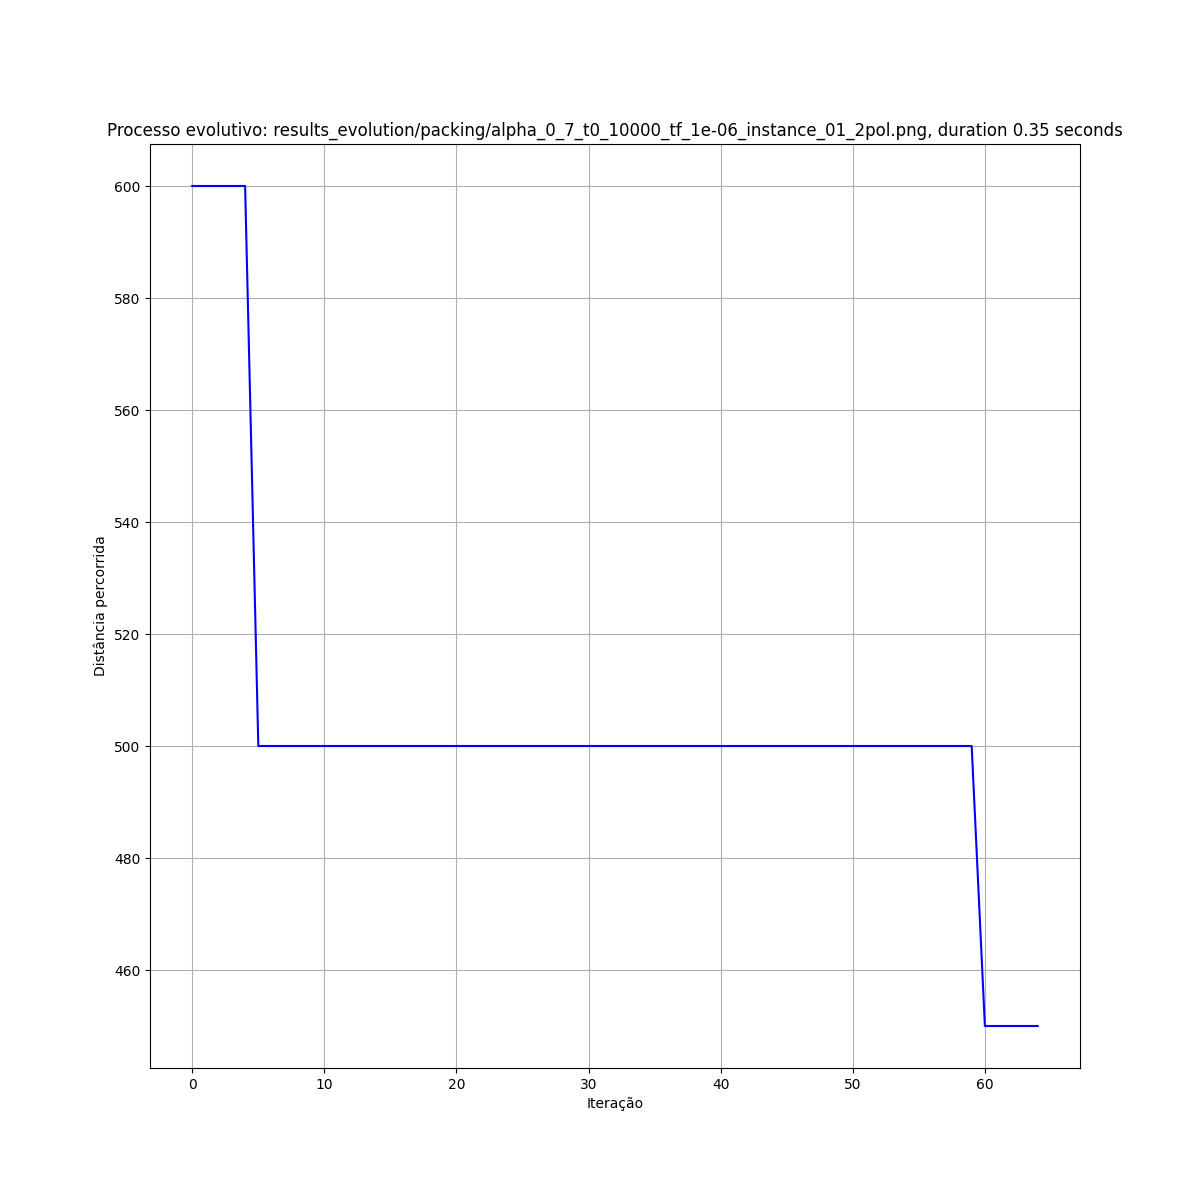 Processo evolutivo: results_evolution/packing/alpha_0_7_t0_10000_tf_1e-06_instance_01_2pol.png, duration 0.35 seconds
600
580
560
540
520
500
480
460
Distância percorrida
0 10 20 30 40 50 60
Iteração